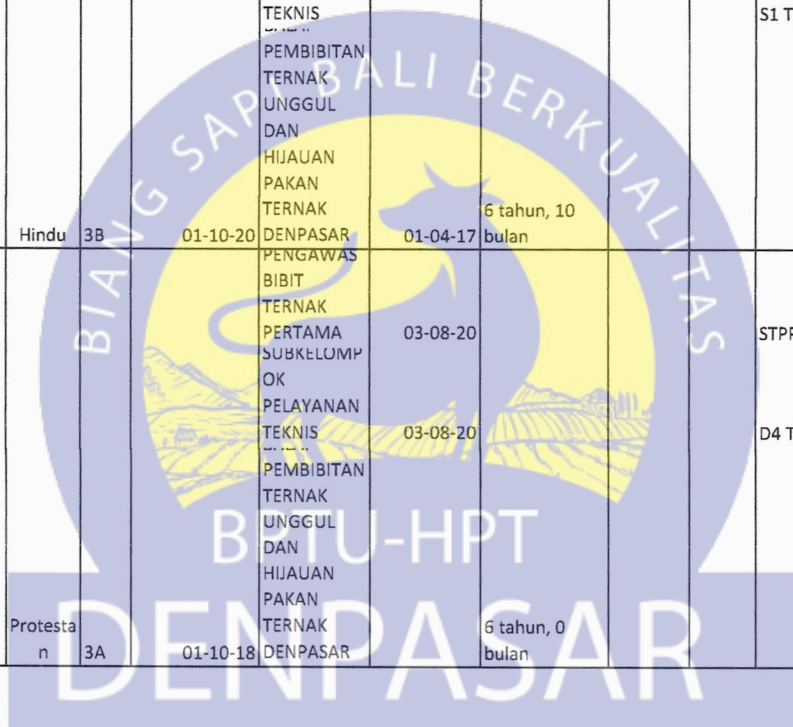 TEKNIS S1 T
PEMBIBITAN
TERNAK
UNGGUL
DAN
HIJAUAN
PAKAN
TERNAK 6 tahun, 10
Hindu 3B 01-10-20 DENPASAR 01-04-17 bulan
PENGAWAS
BIBIT
TERNAK
PERTAMA 03-08-20 STPP
SUBKELOMP
OK
PELAYANAN
TEKNIS 03-08-20 D4 T
PEMBIBITAN
TERNAK
UNGGUL
DAN
HIJAUAN
PAKAN
Protesta TERNAK 6 tahun, 0
n 3A 01-10-18 DENPASAR bulan
BIANG SAPI BALI BERKUALITAS
BPTU-HPT
DENPASAR